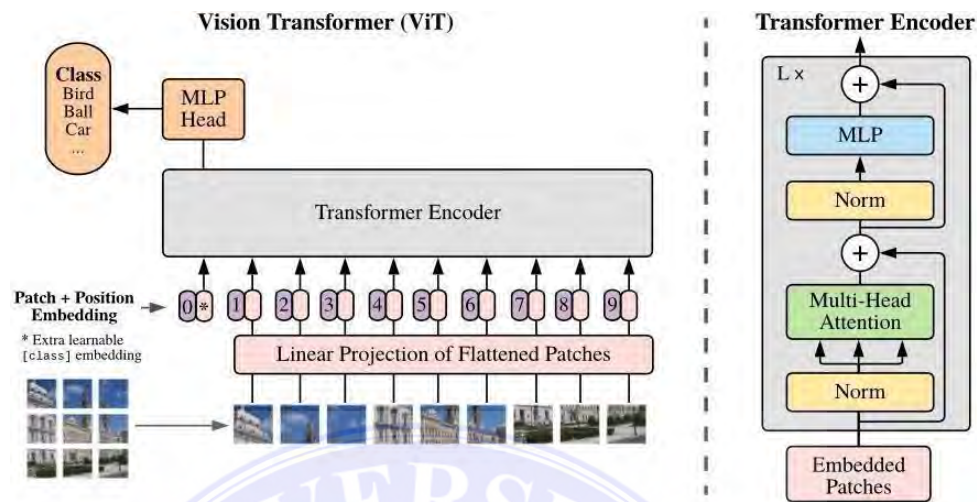 Vision Transformer (ViT)
Class
Bird
Ball
Car
...
MLP
Head
Transformer Encoder
Patch + Position
Embedding
0 * 1 2 3 4 5 6 7 8 9
* Extra learnable
[class] embedding
Linear Projection of Flattened Patches
Transformer Encoder
L ×
+
MLP
Norm
+
Multi-Head
Attention
Norm
Embedded
Patches
VERS